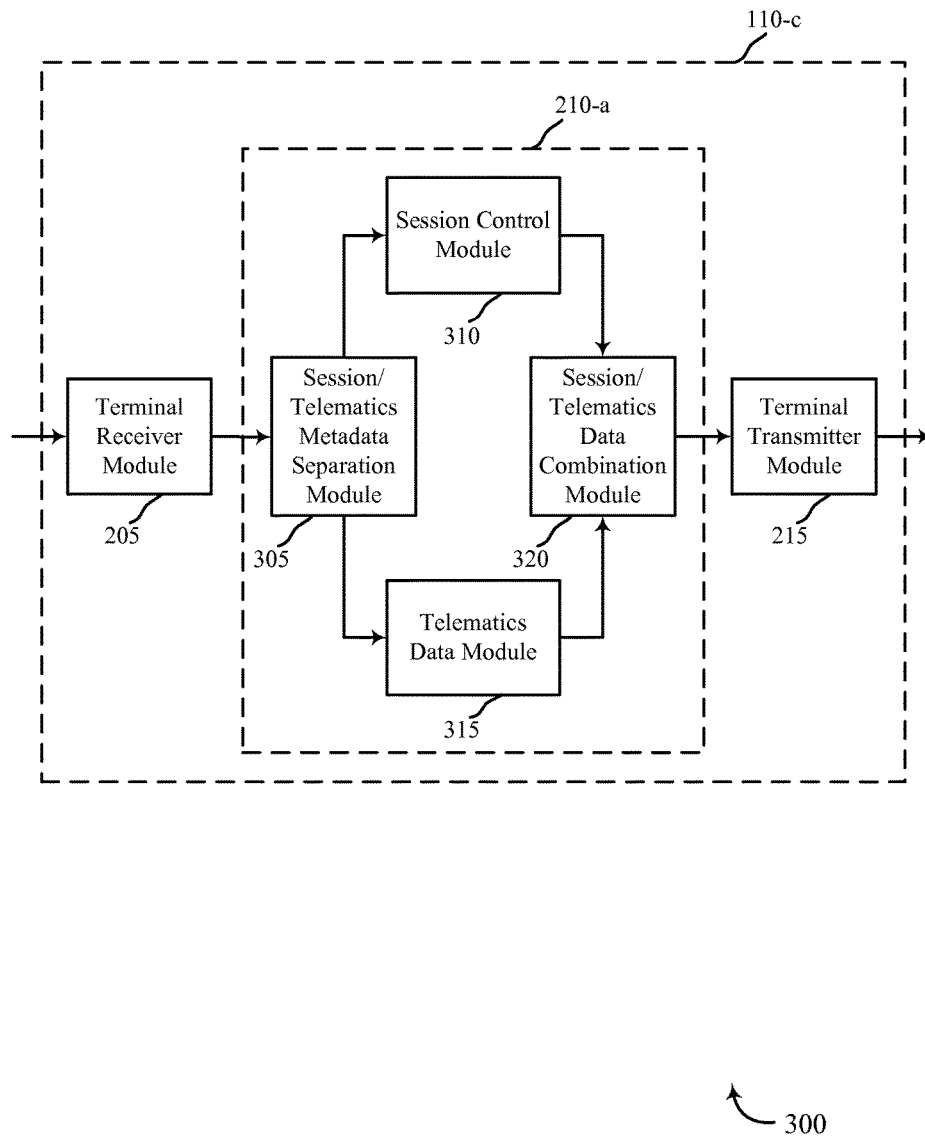 110-c
210-a
Session Control
Module
310
Terminal
Receiver
Module
205
Session/
Telematics
Metadata
Separation
Module
305
Session/
Telematics
Data
Combination
Module
320
Terminal
Transmitter
Module
215
Telematics
Data Module
315
300